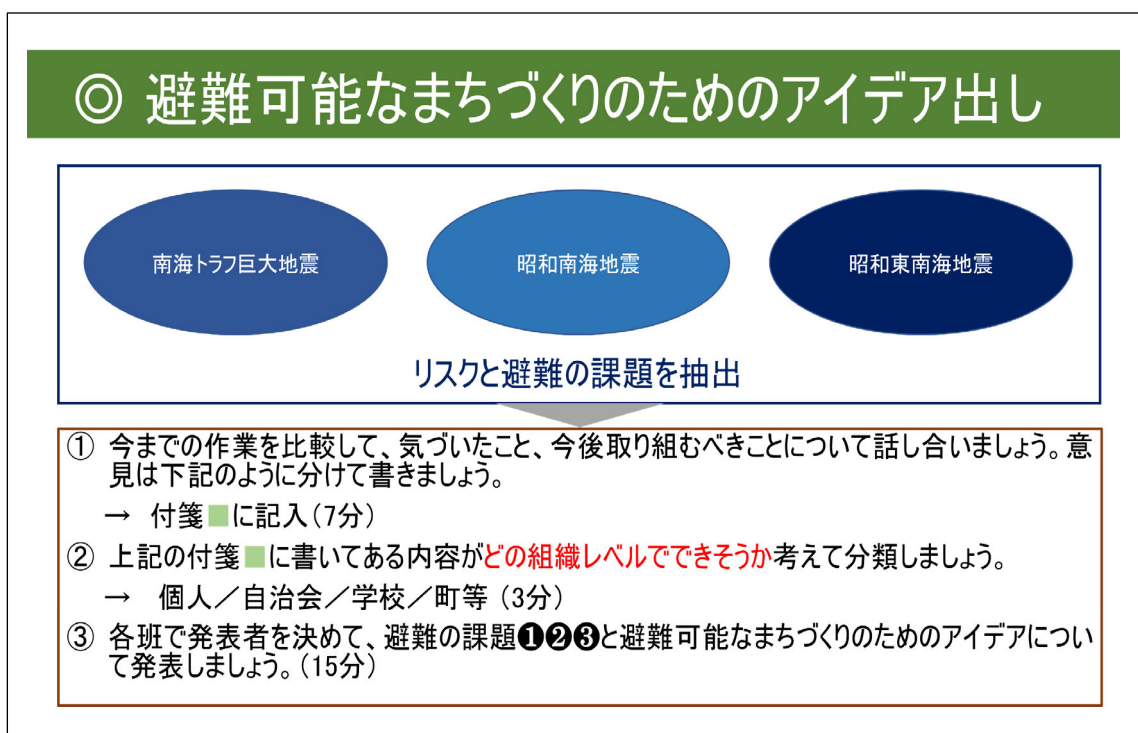 ◎ 避難可能なまちづくりのためのアイデア出し
南海トラフ巨大地震
昭和南海地震
昭和東南海地震
リスクと避難の課題を抽出
① 今までの作業を比較して、気づいたこと、今後取り組むべきことについて話し合いましょう。意
見は下記のように分けて書きましょう。
→ 付箋■に記入(7分)
② 上記の付箋■に書いてある内容がどの組織レベルでできそうか考えて分類しましょう。
→ 個人／自治会／学校／町等 (3分)
③ 各班で発表者を決めて、避難の課題❶❷❸と避難可能なまちづくりのためのアイデアについ
て発表しましょう。(15分)